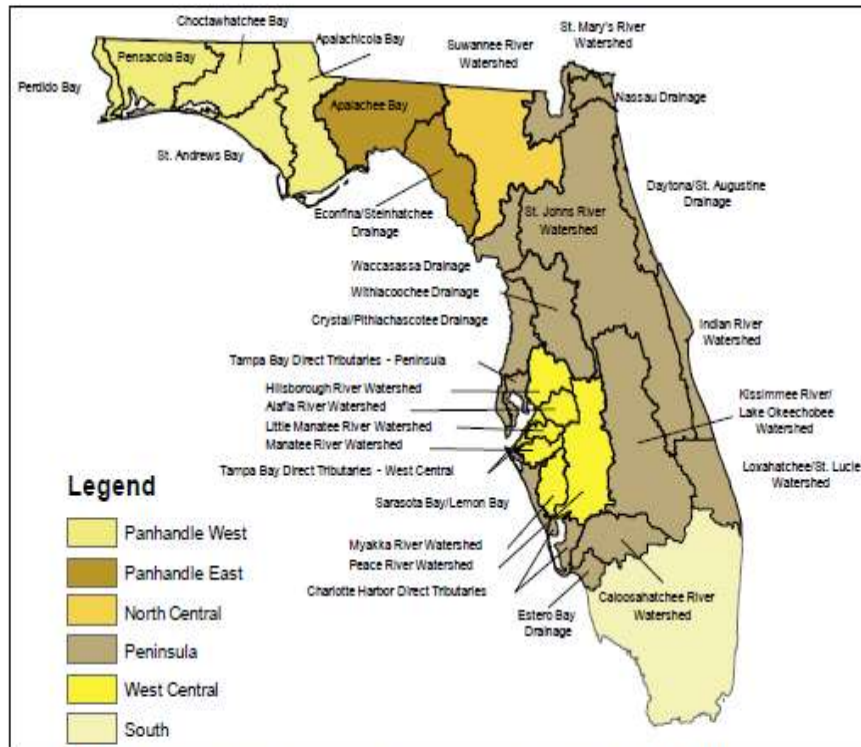 Choctawhatchee Bay
Pensacola Bay
Apalachicola Bay
Perdido Bay
Suwannee River
Watershed
St. Mary's River
Watershed
Nassau Drainage
Apalachee Bay
St. Andrews Bay
Econfina/Steinhatchee
Drainage
St. Johns River
Watershed
Daytona/St. Augustine
Drainage
Waccasassa Drainage
Withlacoochee Drainage
Crystal/Pithlachascotee Drainage
Indian River
Watershed
Tampa Bay Direct Tributaries - Peninsula
Hillsborough River Watershed
Alafia River Watershed
Little Manatee River Watershed
Manatee River Watershed
Tampa Bay Direct Tributaries - West Central
Kissimmee River/
Lake Okeechobee
Watershed
Loxahatchee/St. Lucie
Watershed
Sarasota Bay/Lemon Bay
Myakka River Watershed
Peace River Watershed
Charlotte Harbor Direct Tributaries
Estero Bay
Drainage
Caloosahatchee River
Watershed
Legend
Panhandle West
Panhandle East
North Central
Peninsula
West Central
South